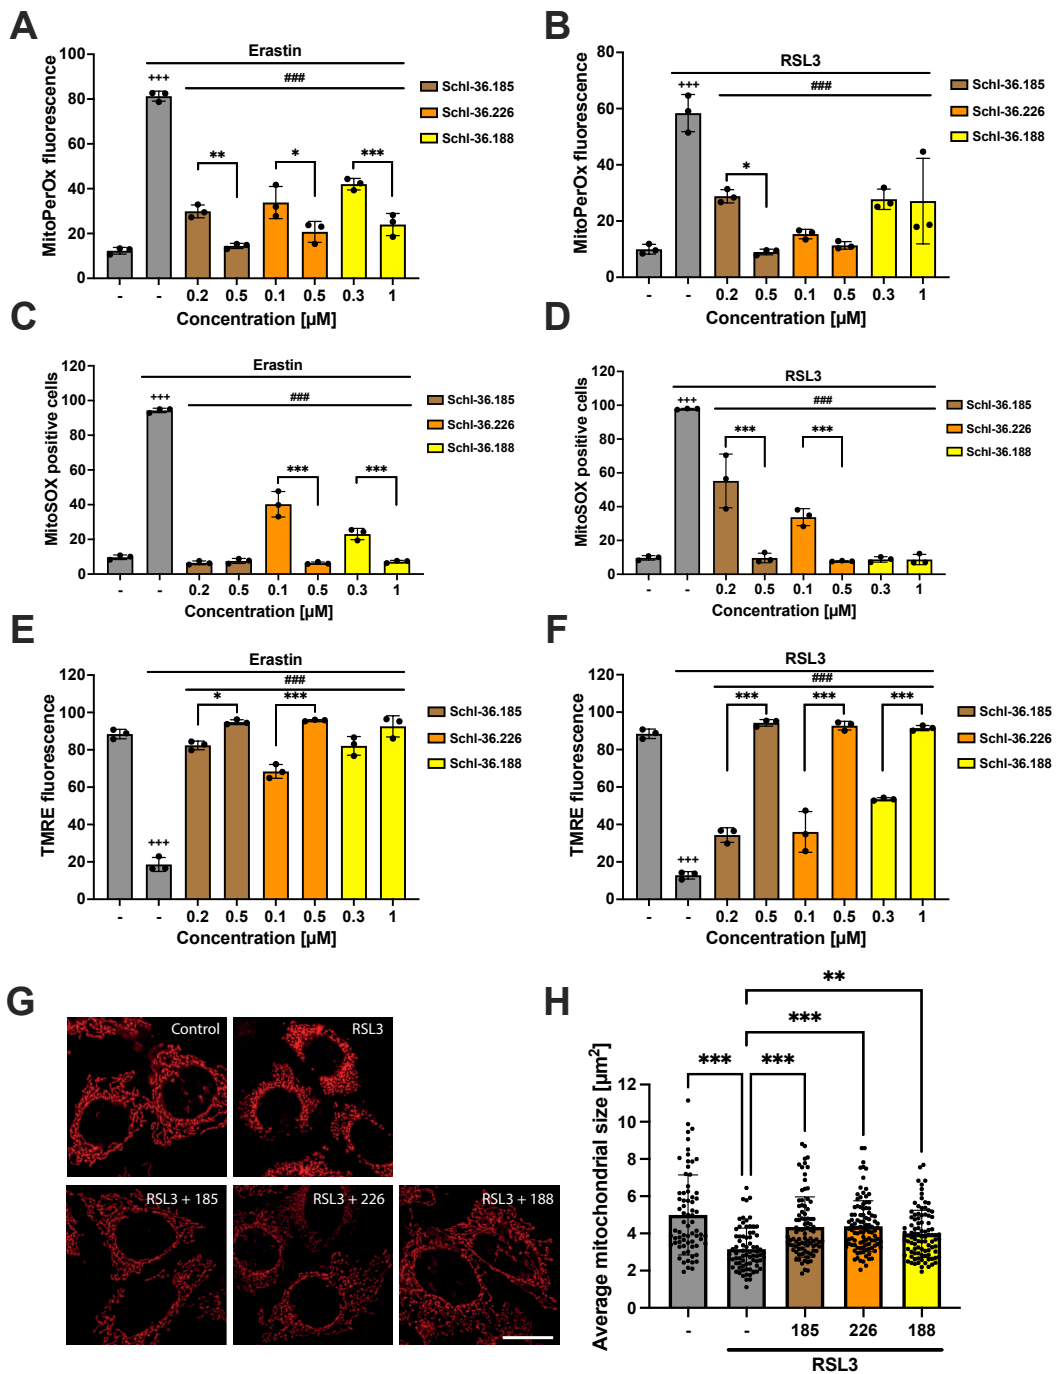 A
Erastin
+++
###
**
*
***
MitoPerOx fluorescence
100
80
60
40
20
0
- - 0.2 0.5 0.1 0.5 0.3 1
Concentration [µM]
Schl-36.185
Schl-36.226
Schl-36.188
B
RSL3
+++
###
*
MitoPerOx fluorescence
80
60
40
20
0
- - 0.2 0.5 0.1 0.5 0.3 1
Concentration [µM]
Schl-36.185
Schl-36.226
Schl-36.188
C
Erastin
+++
###
***
***
MitoSOX positive cells
120
100
80
60
40
20
0
- - 0.2 0.5 0.1 0.5 0.3 1
Concentration [µM]
Schl-36.185
Schl-36.226
Schl-36.188
D
RSL3
+++
###
***
***
MitoSOX positive cells
120
100
80
60
40
20
0
- - 0.2 0.5 0.1 0.5 0.3 1
Concentration [µM]
Schl-36.185
Schl-36.226
Schl-36.188
E
Erastin
###
*
***
+++
TMRE fluorescence
120
100
80
60
40
20
0
- - 0.2 0.5 0.1 0.5 0.3 1
Concentration [µM]
Schl-36.185
Schl-36.226
Schl-36.188
F
RSL3
###
***
***
***
+++
TMRE fluorescence
120
100
80
60
40
20
0
- - 0.2 0.5 0.1 0.5 0.3 1
Concentration [µM]
Schl-36.185
Schl-36.226
Schl-36.188
G
Control
RSL3
RSL3 + 185
RSL3 + 226
RSL3 + 188
H
**
***
***
***
Average mitochondrial size [µm²]
12
10
8
6
4
2
0
- - 185 226 188
RSL3